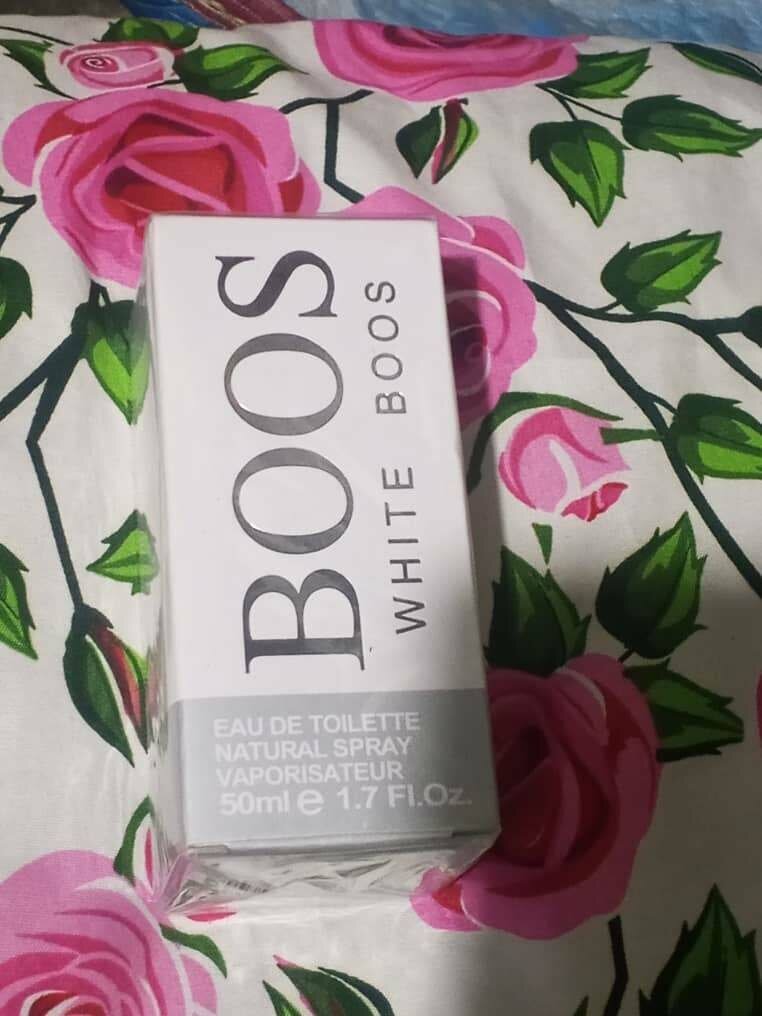 BOOS
WHITE BOOS
EAU DE TOILETTE
NATURAL SPRAY
VAPORISATEUR
50ml e 1.7 Fl.Oz.